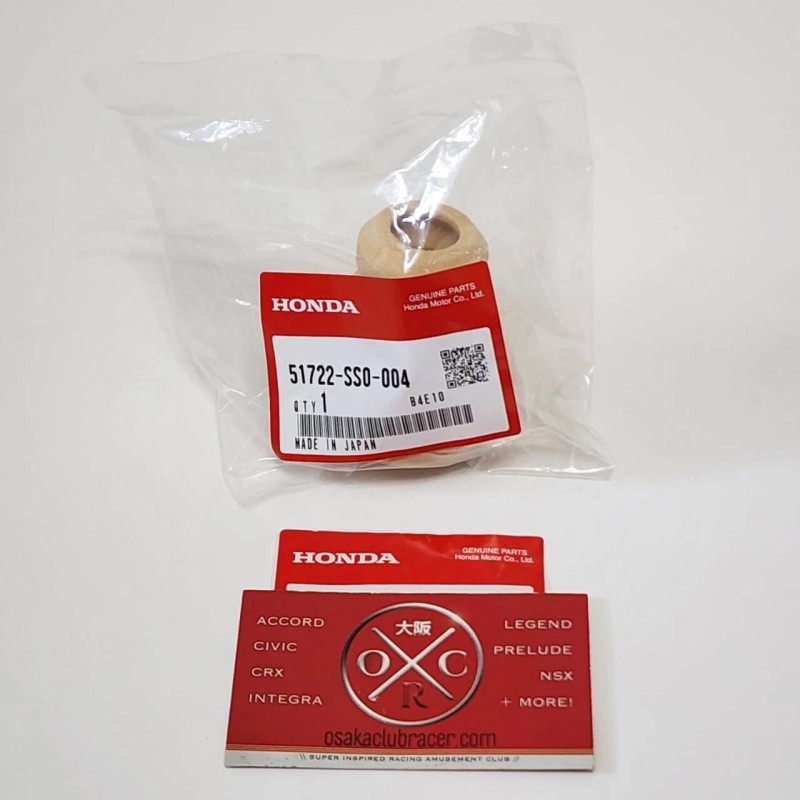 HONDA
GENUINE PARTS
Honda Motor Co., Ltd.
51722-SS0-004
QTY 1 B4E10
MADE IN JAPAN
HONDA
GENUINE PARTS
Honda Motor Co., Ltd.
ACCORD
CIVIC
CRX
INTEGRA
大阪
O C
R
LEGEND
PRELUDE
NSX
+ MORE!
osakaclubracer.com
\\ SUPER INSPIRED RACING AMUSEMENT CLUB //